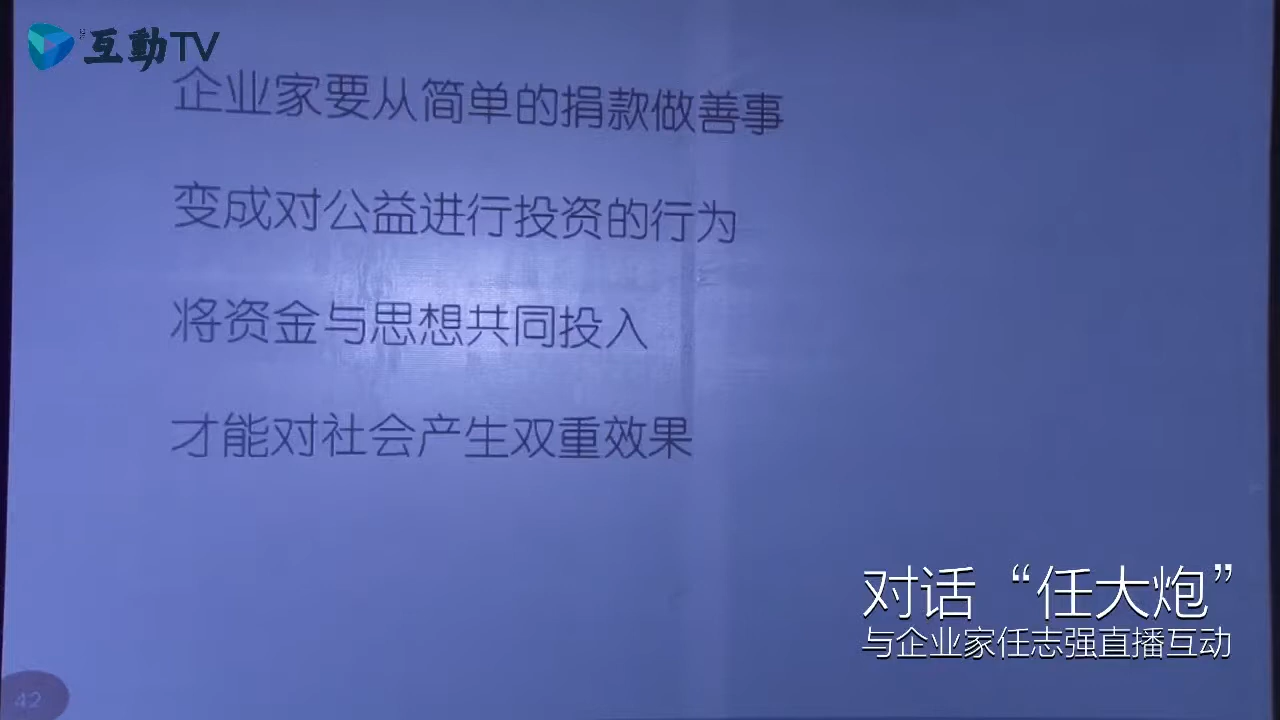 互動TV
企业家要从简单的捐款做善事
变成对公益进行投资的行为
将资金与思想共同投入
才能对社会产生双重效果
对话“任大炮”
与企业家任志强直播互动
42